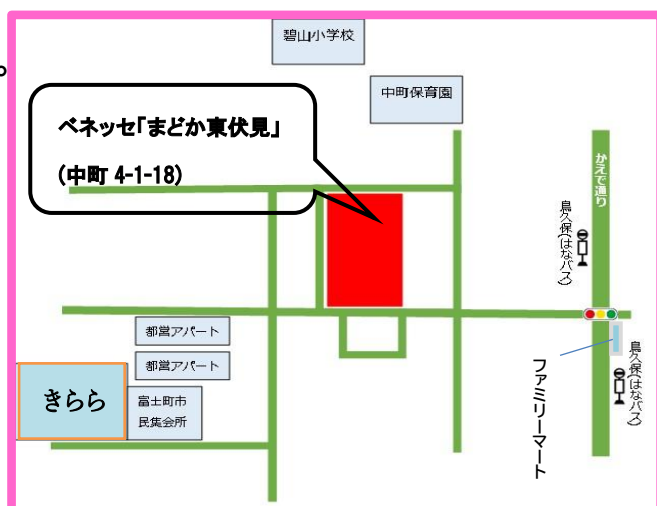 碧山小学校
中町保育園
ベネッセ「まどか東伏見」
(中町 4-1-18)
かえで通り
鳥久保(はなバス)
都営アパート
都営アパート
きらら
富士町市
民集会所
ファミリーマート
鳥久保(はなバス)